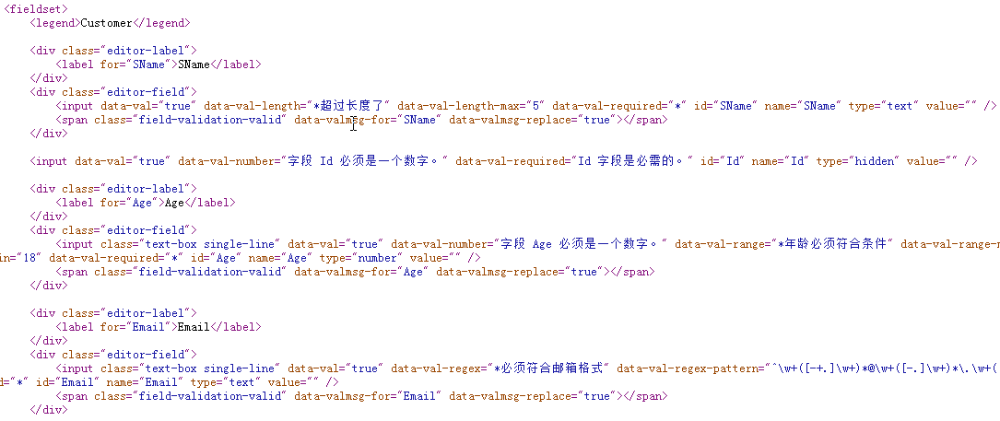 <fieldset>
<legend>Customer</legend>
<div class="editor-label">
<label for="SName">SName</label>
</div>
<div class="editor-field">
<input data-val="true" data-val-length="*超过长度了" data-val-length-max="5" data-val-required="*" id="SName" name="SName" type="text" value="" />
<span class="field-validation-valid" data-valmsg-for="SName" data-valmsg-replace="true"></span>
</div>
<input data-val="true" data-val-number="字段 Id 必须是一个数字。" data-val-required="Id 字段是必需的。" id="Id" name="Id" type="hidden" value="" />
<div class="editor-label">
<label for="Age">Age</label>
</div>
<div class="editor-field">
<input class="text-box single-line" data-val="true" data-val-number="字段 Age 必须是一个数字。" data-val-range="*年龄必须符合条件" data-val-range-m
in="18" data-val-required="*" id="Age" name="Age" type="number" value="" />
<span class="field-validation-valid" data-valmsg-for="Age" data-valmsg-replace="true"></span>
</div>
<div class="editor-label">
<label for="Email">Email</label>
</div>
<div class="editor-field">
<input class="text-box single-line" data-val="true" data-val-regex="*必须符合邮箱格式" data-val-regex-pattern="^\w+([-+.]\w+)*@\w+([-.]\w+)*\.\w+(
d="*" id="Email" name="Email" type="text" value="" />
<span class="field-validation-valid" data-valmsg-for="Email" data-valmsg-replace="true"></span>
</div>